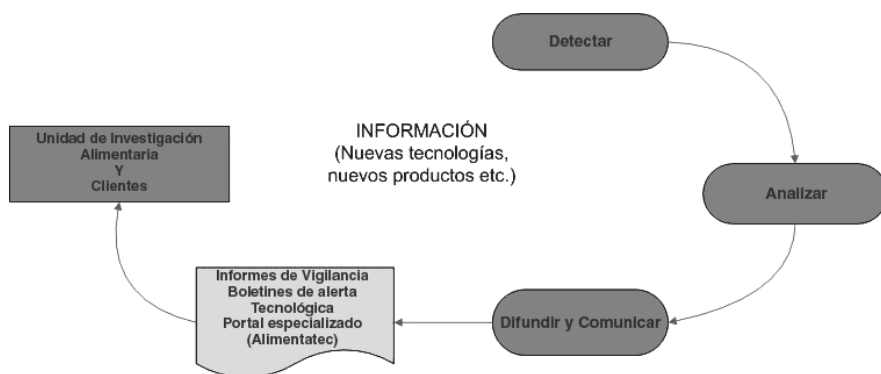 Detectar
INFORMACIÓN
(Nuevas tecnologías,
nuevos productos etc.)
Unidad de Investigación
Alimentaria
Y
Clientes
Analizar
Informes de Vigilancia
Boletines de alerta
Tecnológica
Portal especializado
(Alimentatec)
Difundir y Comunicar